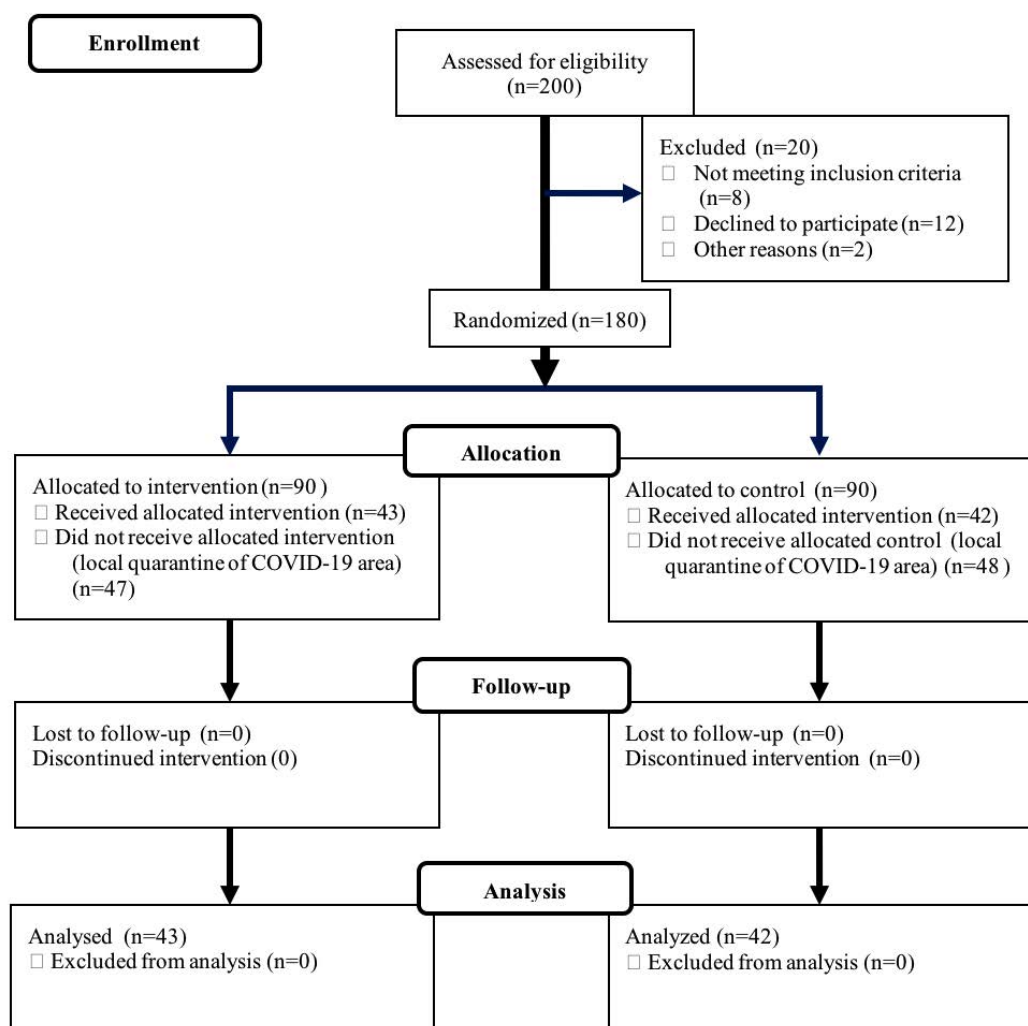 Enrollment
Assessed for eligibility
(n=200)
Excluded (n=20)
□ Not meeting inclusion criteria
(n=8)
□ Declined to participate (n=12)
□ Other reasons (n=2)
Randomized (n=180)
Allocation
Allocated to intervention (n=90 )
□ Received allocated intervention (n=43)
□ Did not receive allocated intervention
(local quarantine of COVID-19 area)
(n=47)
Allocated to control (n=90)
□ Received allocated intervention (n=42)
□ Did not receive allocated control (local
quarantine of COVID-19 area) (n=48 )
Follow-up
Lost to follow-up (n=0)
Discontinued intervention (0)
Lost to follow-up (n=0)
Discontinued intervention (n=0)
Analysis
Analysed (n=43)
□ Excluded from analysis (n=0)
Analyzed (n=42)
□ Excluded from analysis (n=0)